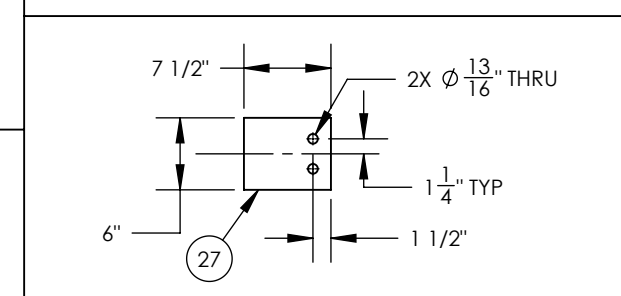 7 1/2"
2X Ø 13/16" THRU
1 1/4" TYP
6"
1 1/2"
27